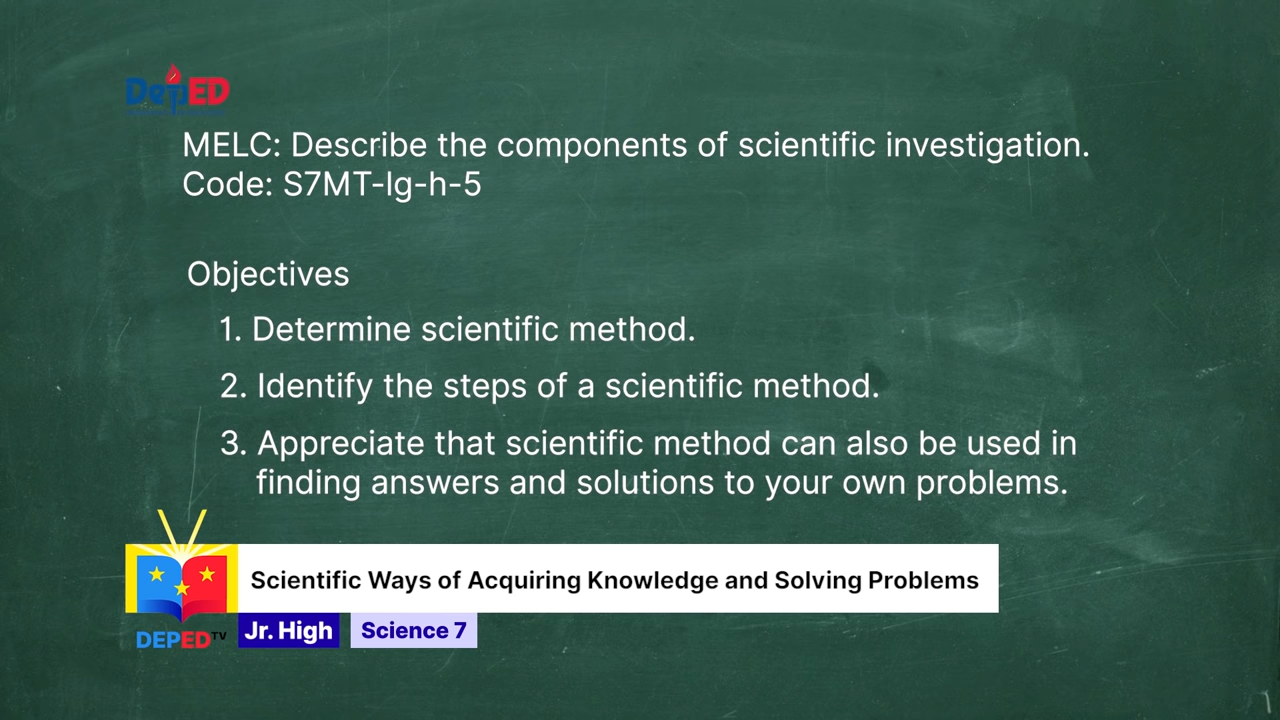 DepED
MELC: Describe the components of scientific investigation.
Code: S7MT-Ig-h-5
Objectives
1. Determine scientific method.
2. Identify the steps of a scientific method.
3. Appreciate that scientific method can also be used in
finding answers and solutions to your own problems.
Scientific Ways of Acquiring Knowledge and Solving Problems
DEPED TV
Jr. High
Science 7